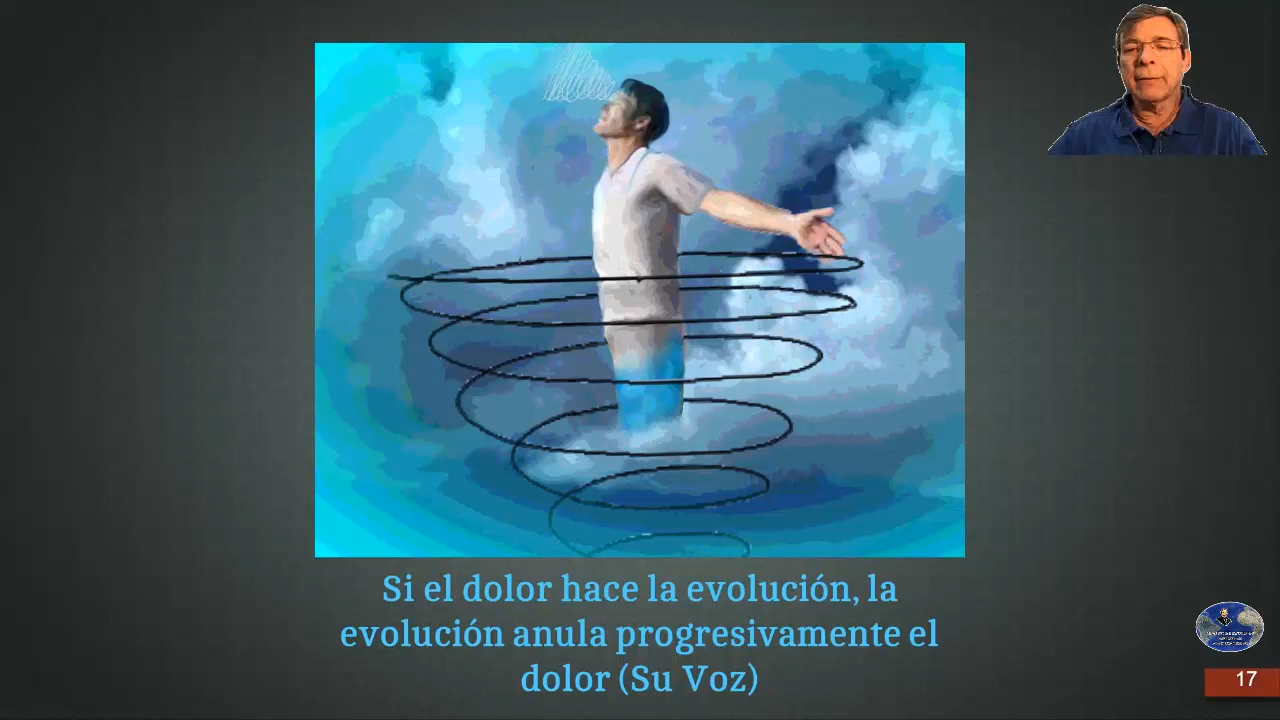 Si el dolor hace la evolución, la
evolución anula progresivamente el
dolor (Su Voz)
17